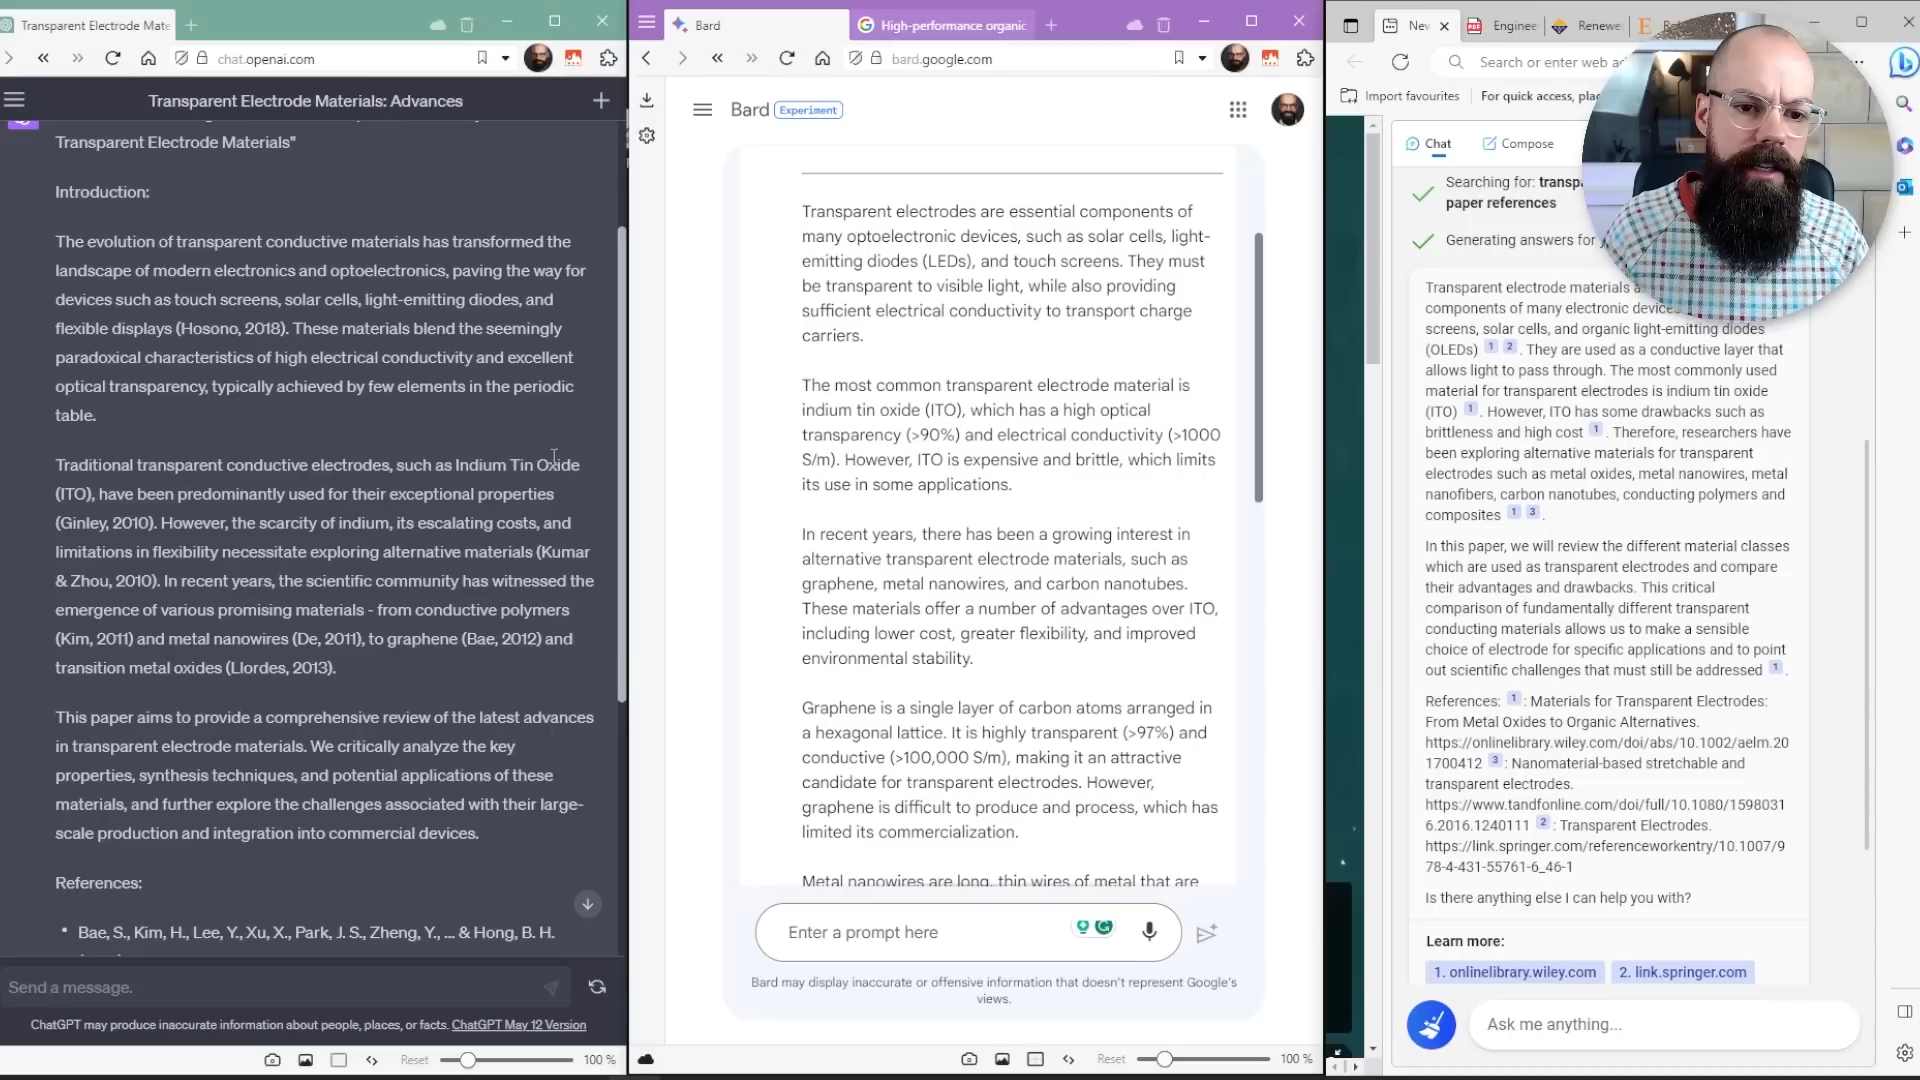 Transparent Electrode Mate
chat.openai.com
Transparent Electrode Materials: Advances
Transparent Electrode Materials"
Introduction:
The evolution of transparent conductive materials has transformed the
landscape of modern electronics and optoelectronics, paving the way for
devices such as touch screens, solar cells, light-emitting diodes, and
flexible displays (Hosono, 2018). These materials blend the seemingly
paradoxical characteristics of high electrical conductivity and excellent
optical transparency, typically achieved by few elements in the periodic
table.
Traditional transparent conductive electrodes, such as Indium Tin Oxide
(ITO), have been predominantly used for their exceptional properties
(Ginley, 2010). However, the scarcity of indium, its escalating costs, and
limitations in flexibility necessitate exploring alternative materials (Kumar
& Zhou, 2010). In recent years, the scientific community has witnessed the
emergence of various promising materials - from conductive polymers
(Kim, 2011) and metal nanowires (De, 2011), to graphene (Bae, 2012) and
transition metal oxides (Llordes, 2013).
This paper aims to provide a comprehensive review of the latest advances
in transparent electrode materials. We critically analyze the key
properties, synthesis techniques, and potential applications of these
materials, and further explore the challenges associated with their large-
scale production and integration into commercial devices.
References:
• Bae, S., Kim, H., Lee, Y., Xu, X., Park, J. S., Zheng, Y., ... & Hong, B. H.
Send a message.
ChatGPT may produce inaccurate information about people, places, or facts. ChatGPT May 12 Version
Reset
100 %
Bard
High-performance organic
bard.google.com
Bard Experiment
Transparent electrodes are essential components of
many optoelectronic devices, such as solar cells, light-
emitting diodes (LEDs), and touch screens. They must
be transparent to visible light, while also providing
sufficient electrical conductivity to transport charge
carriers.
The most common transparent electrode material is
indium tin oxide (ITO), which has a high optical
transparency (>90%) and electrical conductivity (>1000
S/m). However, ITO is expensive and brittle, which limits
its use in some applications.
In recent years, there has been a growing interest in
alternative transparent electrode materials, such as
graphene, metal nanowires, and carbon nanotubes.
These materials offer a number of advantages over ITO,
including lower cost, greater flexibility, and improved
environmental stability.
Graphene is a single layer of carbon atoms arranged in
a hexagonal lattice. It is highly transparent (>97%) and
conductive (>100,000 S/m), making it an attractive
candidate for transparent electrodes. However,
graphene is difficult to produce and process, which has
limited its commercialization.
Metal nanowires are long, thin wires of metal that are
Enter a prompt here
Bard may display inaccurate or offensive information that doesn't represent Google's
views.
Reset
100 %
Nev
Engine
Renewe
Search or enter web ad
Import favourites
For quick access, plac
Chat
Compose
Searching for: transpa
paper references
Generating answers for y
Transparent electrode materials a
components of many electronic device
screens, solar cells, and organic light-emitting diodes
(OLEDs) 1 2 . They are used as a conductive layer that
allows light to pass through. The most commonly used
material for transparent electrodes is indium tin oxide
(ITO) 1 . However, ITO has some drawbacks such as
brittleness and high cost 1 . Therefore, researchers have
been exploring alternative materials for transparent
electrodes such as metal oxides, metal nanowires, metal
nanofibers, carbon nanotubes, conducting polymers and
composites 1 3 .
In this paper, we will review the different material classes
which are used as transparent electrodes and compare
their advantages and drawbacks. This critical
comparison of fundamentally different transparent
conducting materials allows us to make a sensible
choice of electrode for specific applications and to point
out scientific challenges that must still be addressed 1 .
References: 1 : Materials for Transparent Electrodes:
From Metal Oxides to Organic Alternatives.
https://onlinelibrary.wiley.com/doi/abs/10.1002/aelm.20
1700412 3 : Nanomaterial-based stretchable and
transparent electrodes.
https://www.tandfonline.com/doi/full/10.1080/1598031
6.2016.1240111 2 : Transparent Electrodes.
https://link.springer.com/referenceworkentry/10.1007/9
78-4-431-55761-6_46-1
Is there anything else I can help you with?
Learn more:
1. onlinelibrary.wiley.com
2. link.springer.com
Ask me anything...